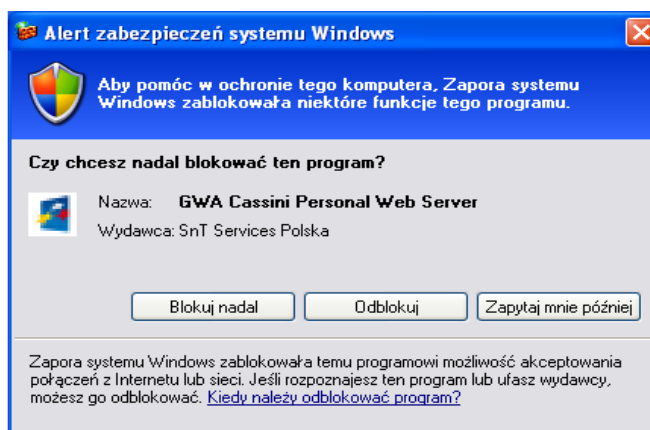 Alert zabezpieczeń systemu Windows
Aby pomóc w ochronie tego komputera, Zapora systemu
Windows zablokowała niektóre funkcje tego programu.
Czy chcesz nadal blokować ten program?
Nazwa: GWA Cassini Personal Web Server
Wydawca: SnT Services Polska
Blokuj nadal Odblokuj Zapytaj mnie później
Zapora systemu Windows zablokowała temu programowi możliwość akceptowania
połączeń z Internetu lub sieci. Jeśli rozpoznajesz ten program lub ufasz wydawcy,
możesz go odblokować. Kiedy należy odblokować program?